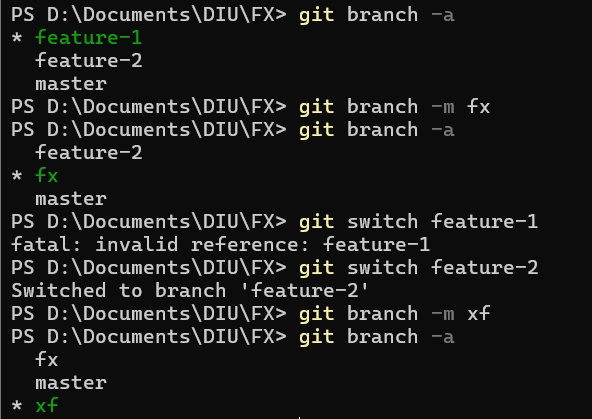 PS D:\Documents\DIU\FX> git branch -a
* feature-1
  feature-2
  master
PS D:\Documents\DIU\FX> git branch -m fx
PS D:\Documents\DIU\FX> git branch -a
  feature-2
* fx
  master
PS D:\Documents\DIU\FX> git switch feature-1
fatal: invalid reference: feature-1
PS D:\Documents\DIU\FX> git switch feature-2
Switched to branch 'feature-2'
PS D:\Documents\DIU\FX> git branch -m xf
PS D:\Documents\DIU\FX> git branch -a
  fx
  master
* xf